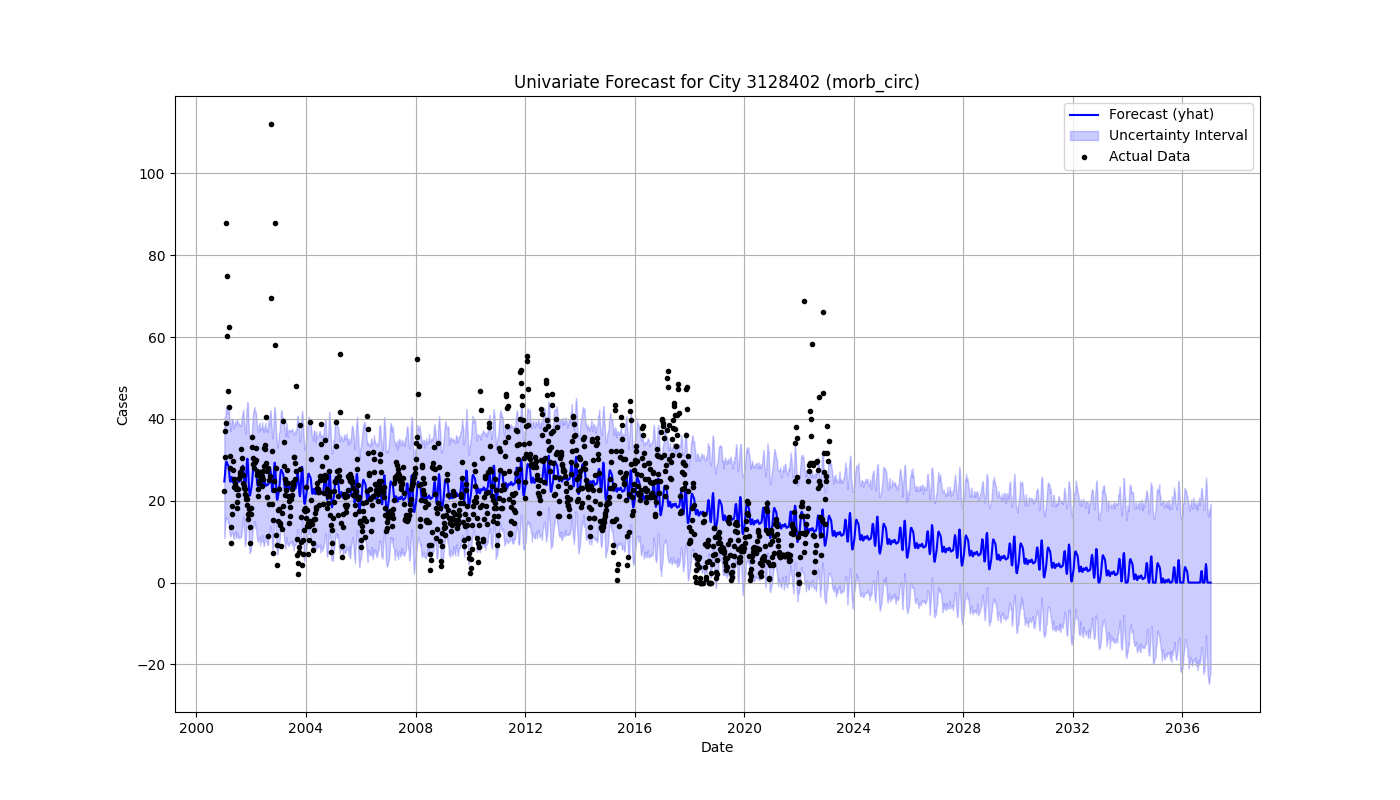 Univariate Forecast for City 3128402 (morb_circ)
Forecast (yhat)
Uncertainty Interval
Actual Data
Cases
100
80
60
40
20
0
−20
2000 2004 2008 2012 2016 2020 2024 2028 2032 2036
Date